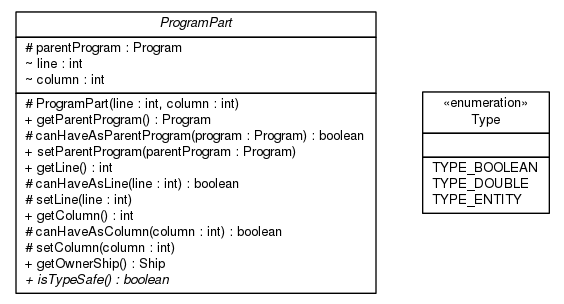 ProgramPart
# parentProgram : Program
~ line : int
~ column : int
# ProgramPart(line : int, column : int)
+ getParentProgram() : Program
# canHaveAsParentProgram(program : Program) : boolean
+ setParentProgram(parentProgram : Program)
+ getLine() : int
# canHaveAsLine(line : int) : boolean
# setLine(line : int)
+ getColumn() : int
# canHaveAsColumn(column : int) : boolean
# setColumn(column : int)
+ getOwnerShip() : Ship
+ isTypeSafe() : boolean
«enumeration»
Type
TYPE_BOOLEAN
TYPE_DOUBLE
TYPE_ENTITY